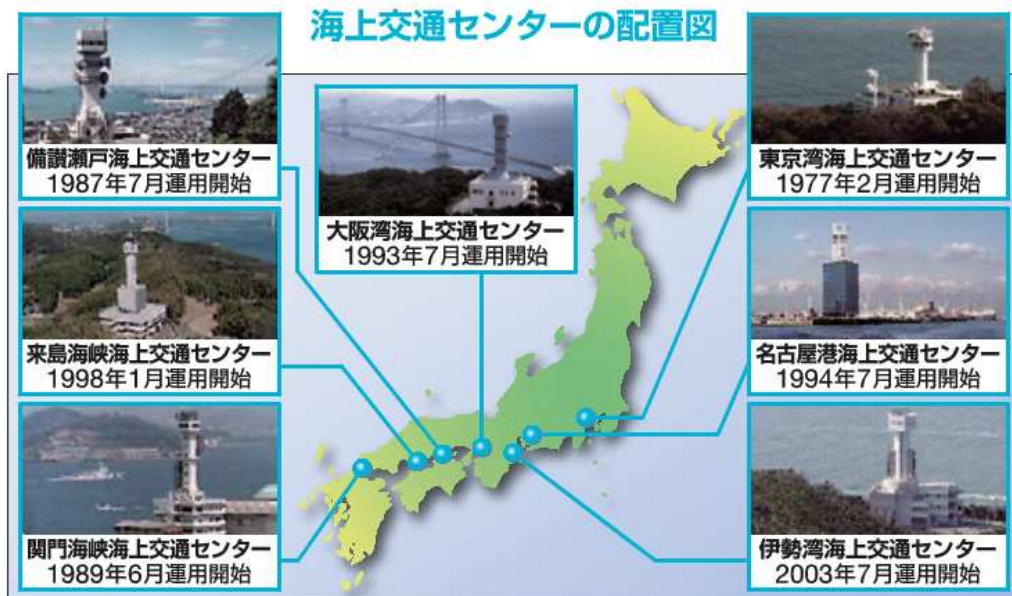 海上交通センターの配置図
備讃瀬戸海上交通センター
1987年7月運用開始
大阪湾海上交通センター
1993年7月運用開始
東京湾海上交通センター
1977年2月運用開始
来島海峡海上交通センター
1998年1月運用開始
名古屋港海上交通センター
1994年7月運用開始
関門海峡海上交通センター
1989年6月運用開始
伊勢湾海上交通センター
2003年7月運用開始